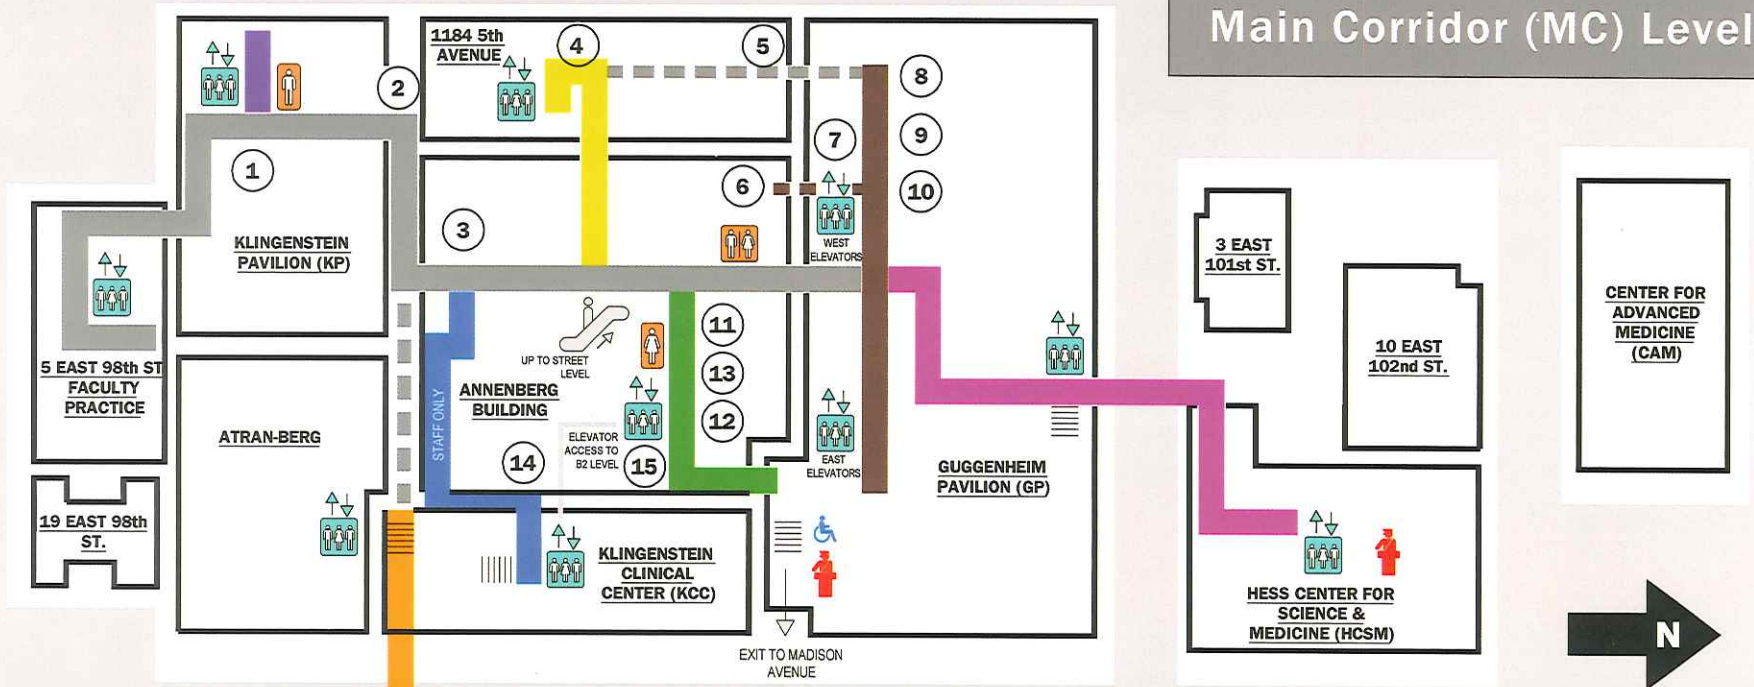 Main Corridor (MC) Level
1184 5th
AVENUE
4
5
2
8
7
9
1
6
10
3
KLINGENSTEIN
PAVILION (KP)
WEST
ELEVATORS
3 EAST
101st ST.
CENTER FOR
ADVANCED
MEDICINE
(CAM)
5 EAST 98th ST
FACULTY
PRACTICE
UP TO STREET
LEVEL
11
13
12
10 EAST
102nd ST.
ANNENBERG
BUILDING
STAFF ONLY
ATRAN-BERG
14
ELEVATOR
ACCESS TO
B2 LEVEL
15
EAST
ELEVATORS
GUGGENHEIM
PAVILION (GP)
19 EAST 98th
ST.
KLINGENSTEIN
CLINICAL
CENTER (KCC)
HESS CENTER FOR
SCIENCE &
MEDICINE (HCSM)
N
EXIT TO MADISON
AVENUE